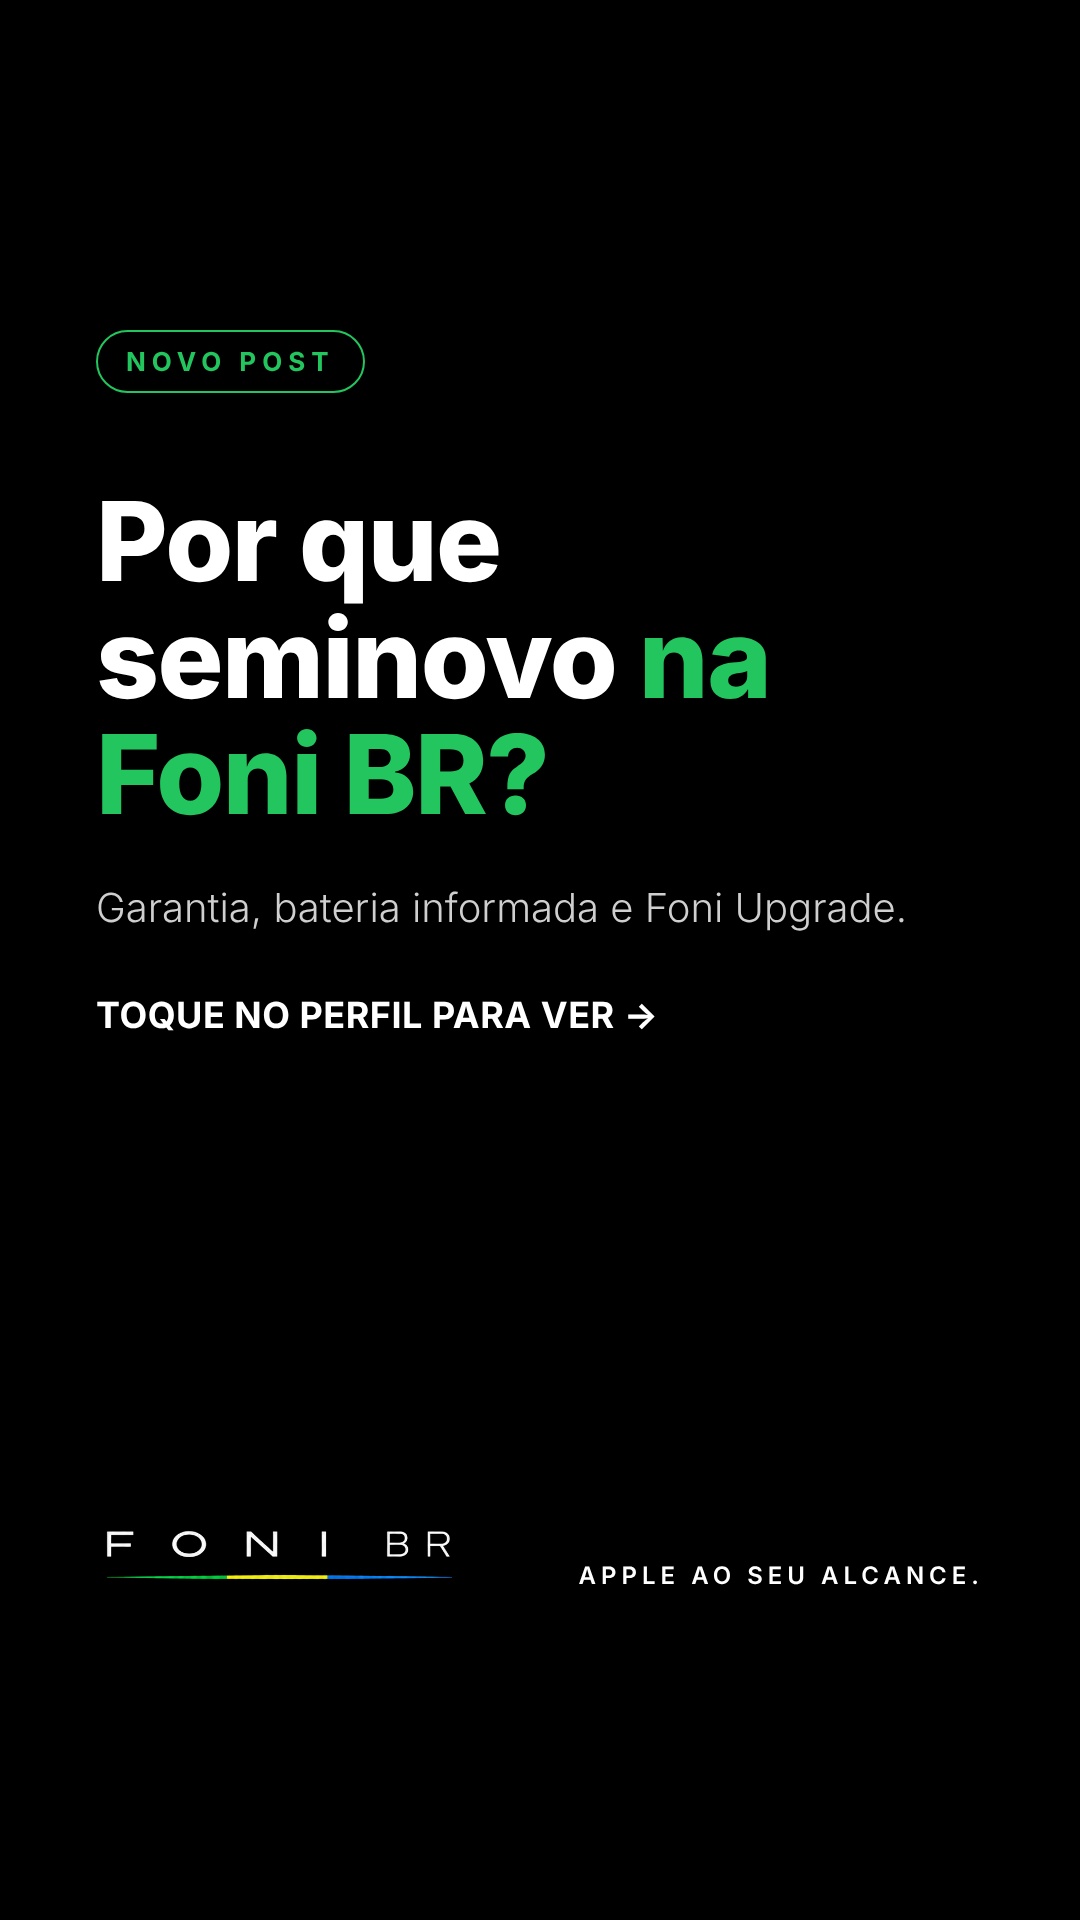 NOVO POST
Por que
seminovo na
Foni BR?
Garantia, bateria informada e Foni Upgrade.
TOQUE NO PERFIL PARA VER →
FONI BR
APPLE AO SEU ALCANCE.